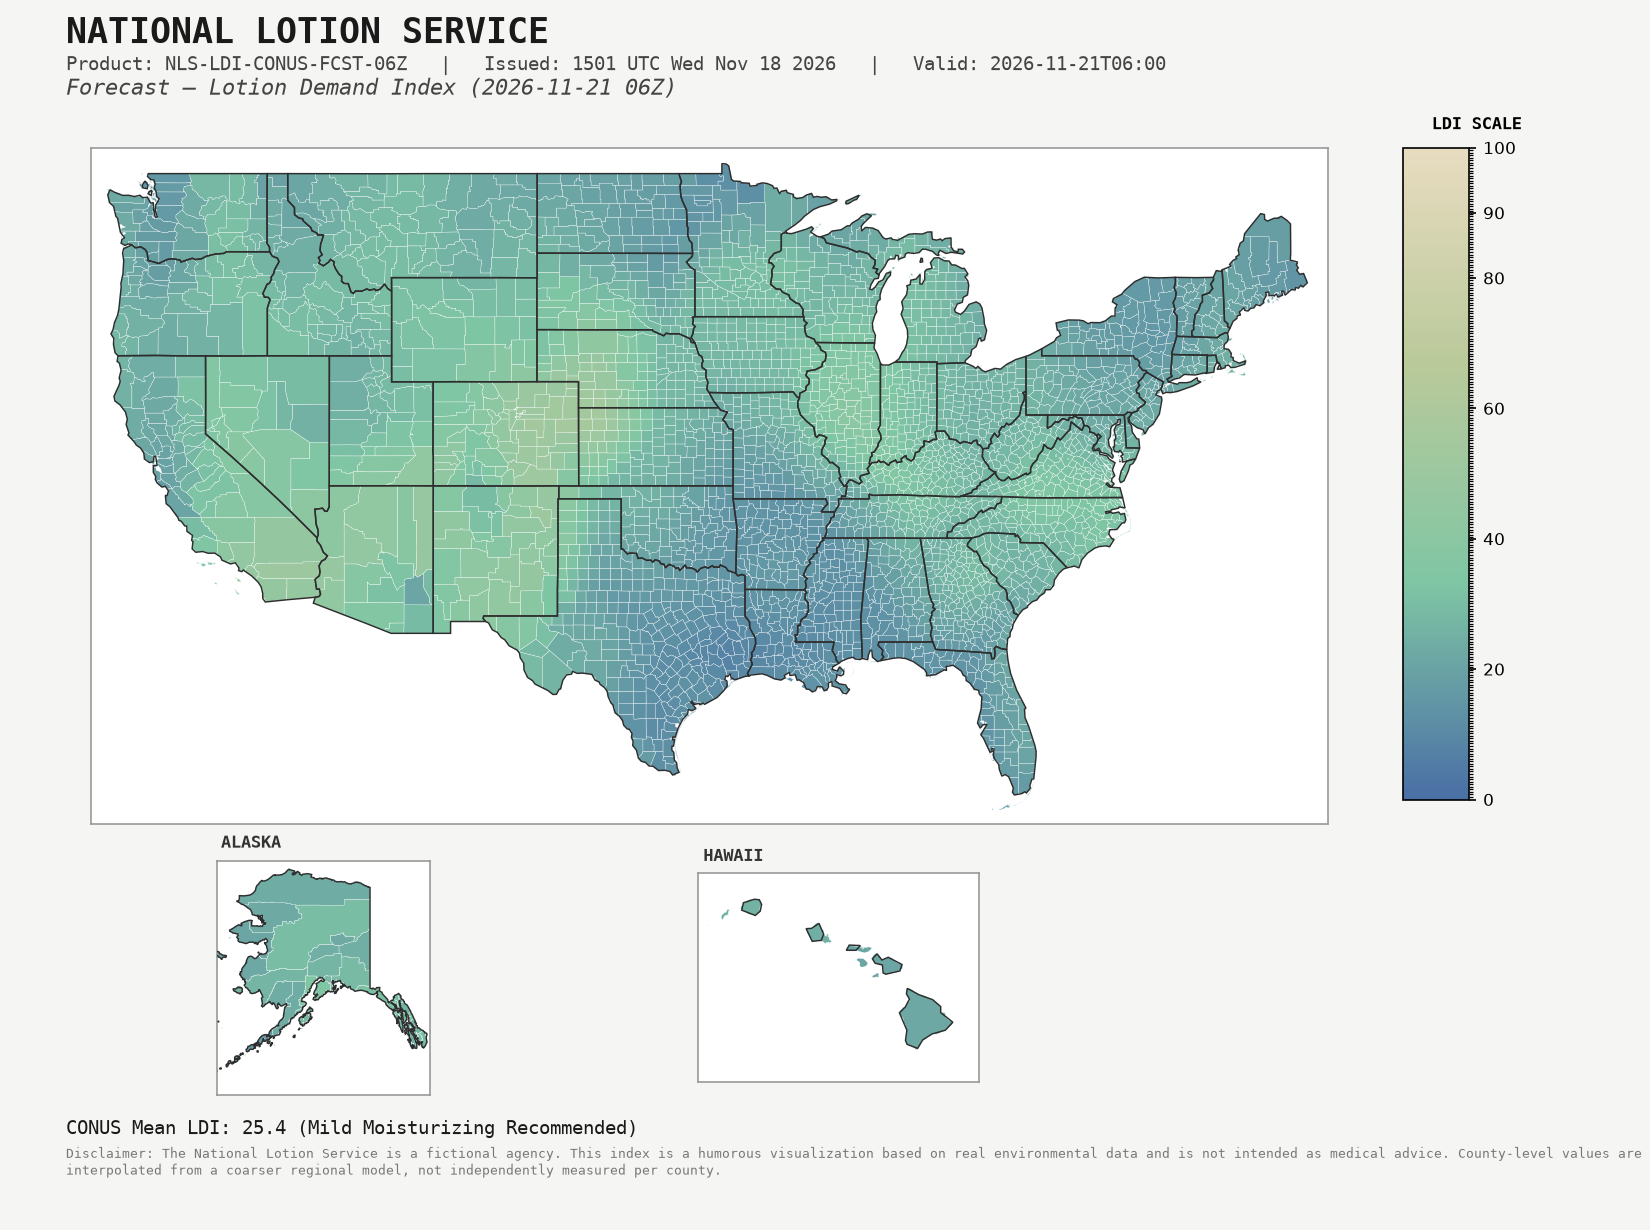 NATIONAL LOTION SERVICE
Product: NLS-LDI-CONUS-FCST-06Z | Issued: 1501 UTC Wed Nov 18 2026 | Valid: 2026-11-21T06:00
Forecast — Lotion Demand Index (2026-11-21 06Z)
LDI SCALE
100
90
80
60
40
20
0
ALASKA
HAWAII
CONUS Mean LDI: 25.4 (Mild Moisturizing Recommended)
Disclaimer: The National Lotion Service is a fictional agency. This index is a humorous visualization based on real environmental data and is not intended as medical advice. County-level values are
interpolated from a coarser regional model, not independently measured per county.